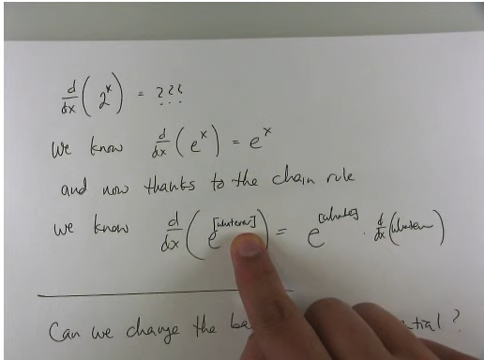 d/dx (2^x) = ???
We know d/dx (e^x) = e^x
and now thanks to the chain rule
we know d/dx (e^[whatever]) = e^[whatever] · d/dx (whatever)
Can we change the